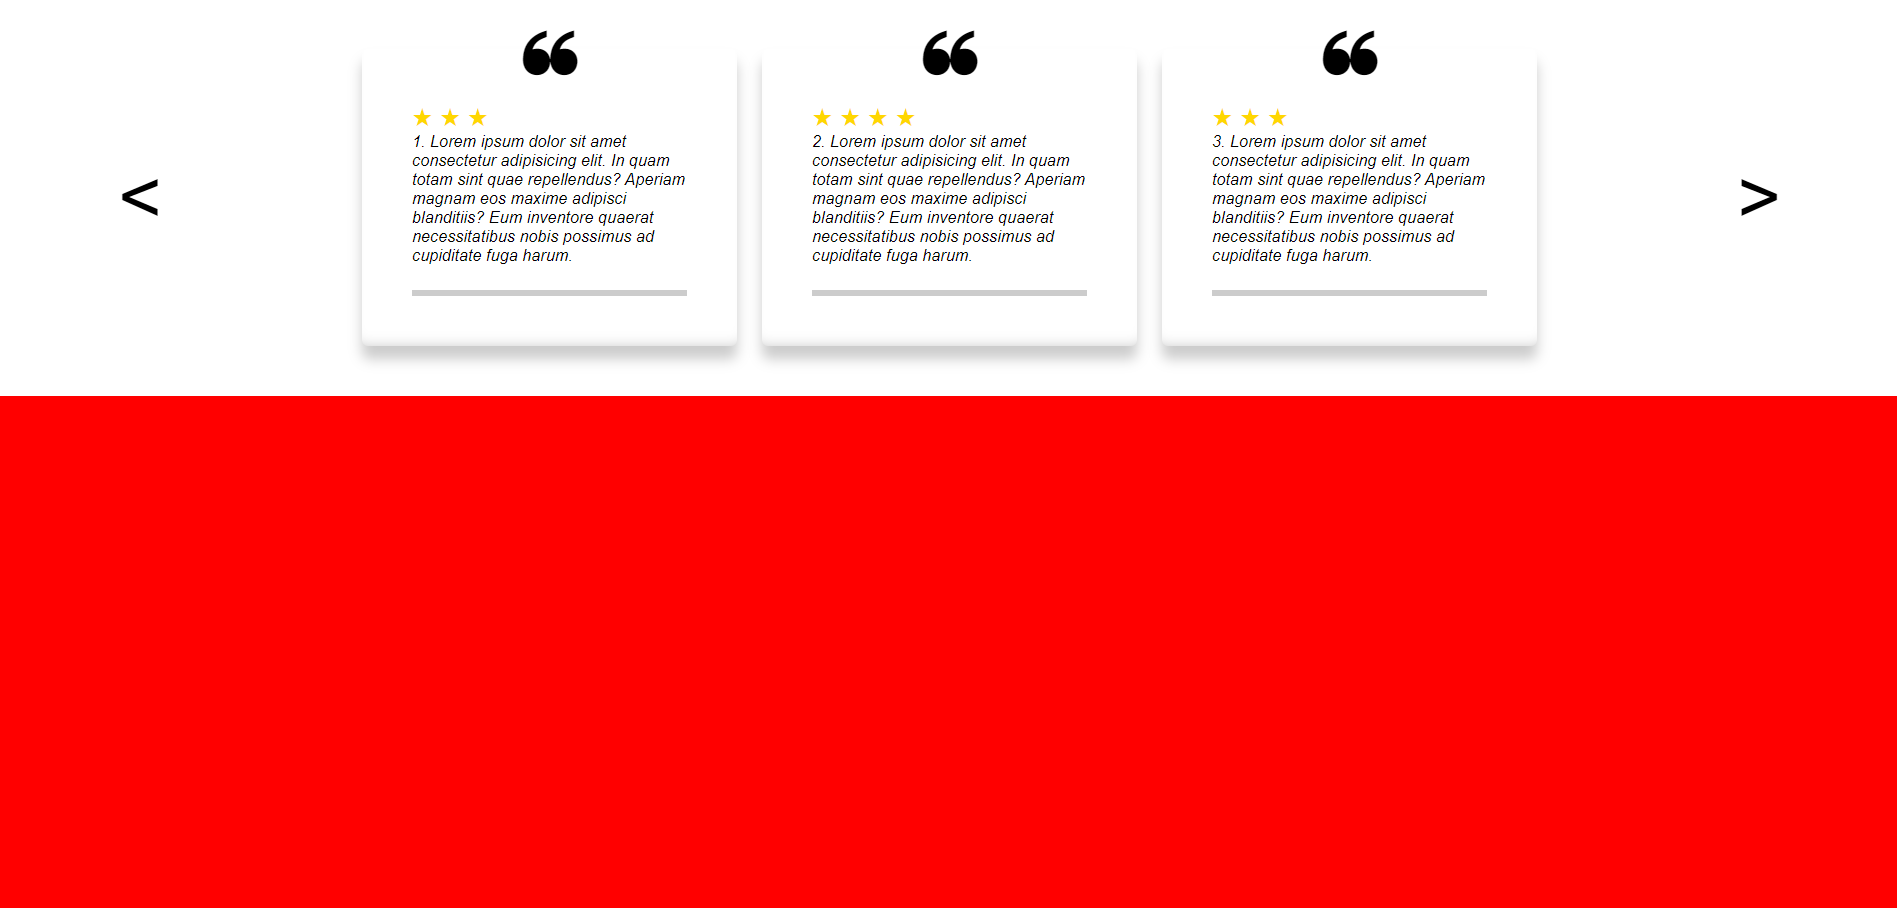 ❝ ❝ ❝
★ ★ ★
1. Lorem ipsum dolor sit amet
consectetur adipisicing elit. In quam
totam sint quae repellendus? Aperiam
magnam eos maxime adipisci
blanditiis? Eum inventore quaerat
necessitatibus nobis possimus ad
cupiditate fuga harum.
★ ★ ★ ★
2. Lorem ipsum dolor sit amet
consectetur adipisicing elit. In quam
totam sint quae repellendus? Aperiam
magnam eos maxime adipisci
blanditiis? Eum inventore quaerat
necessitatibus nobis possimus ad
cupiditate fuga harum.
★ ★ ★
3. Lorem ipsum dolor sit amet
consectetur adipisicing elit. In quam
totam sint quae repellendus? Aperiam
magnam eos maxime adipisci
blanditiis? Eum inventore quaerat
necessitatibus nobis possimus ad
cupiditate fuga harum.
<
>